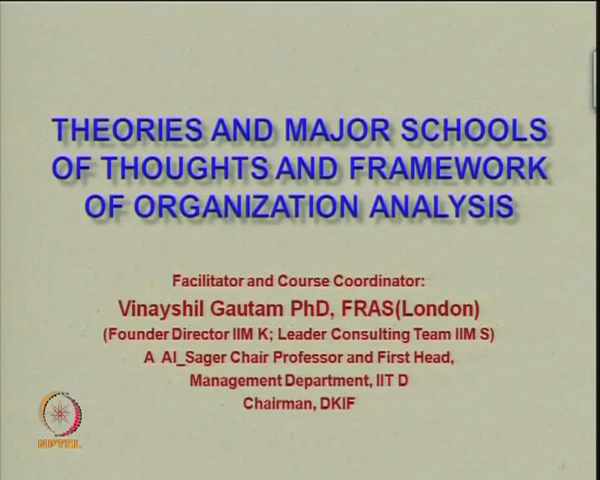 THEORIES AND MAJOR SCHOOLS
OF THOUGHTS AND FRAMEWORK
OF ORGANIZATION ANALYSIS
Facilitator and Course Coordinator:
Vinayshil Gautam PhD, FRAS(London)
(Founder Director IIM K; Leader Consulting Team IIM S)
A AI_Sager Chair Professor and First Head,
Management Department, IIT D
Chairman, DKIF
NPTEL